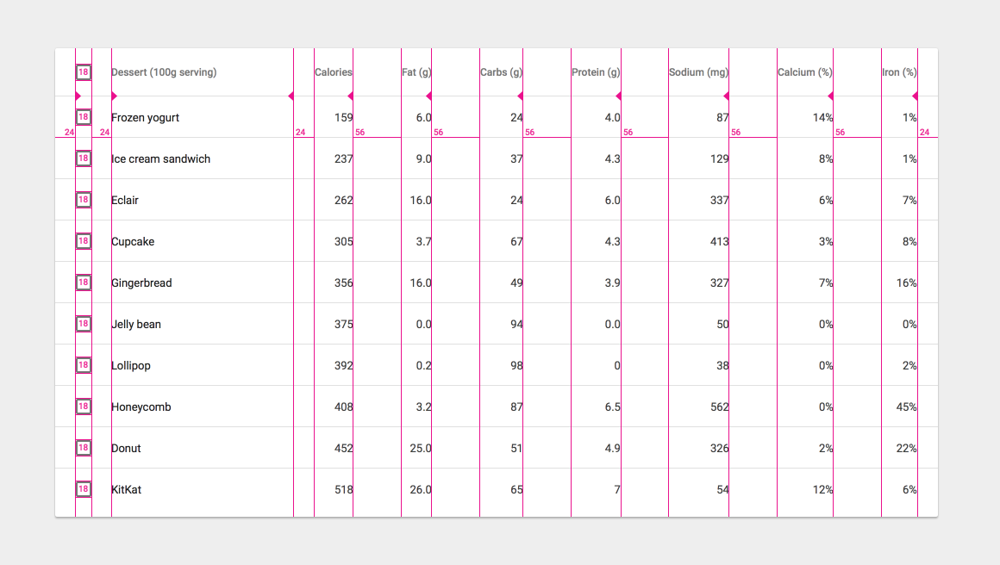 18 Dessert (100g serving) Calories Fat (g) Carbs (g) Protein (g) Sodium (mg) Calcium (%) Iron (%)
18 Frozen yogurt 159 6.0 24 4.0 87 14% 1%
24 24 24 56 56 56 56 56 56 24
18 Ice cream sandwich 237 9.0 37 4.3 129 8% 1%
18 Eclair 262 16.0 24 6.0 337 6% 7%
18 Cupcake 305 3.7 67 4.3 413 3% 8%
18 Gingerbread 356 16.0 49 3.9 327 7% 16%
18 Jelly bean 375 0.0 94 0.0 50 0% 0%
18 Lollipop 392 0.2 98 0 38 0% 2%
18 Honeycomb 408 3.2 87 6.5 562 0% 45%
18 Donut 452 25.0 51 4.9 326 2% 22%
18 KitKat 518 26.0 65 7 54 12% 6%